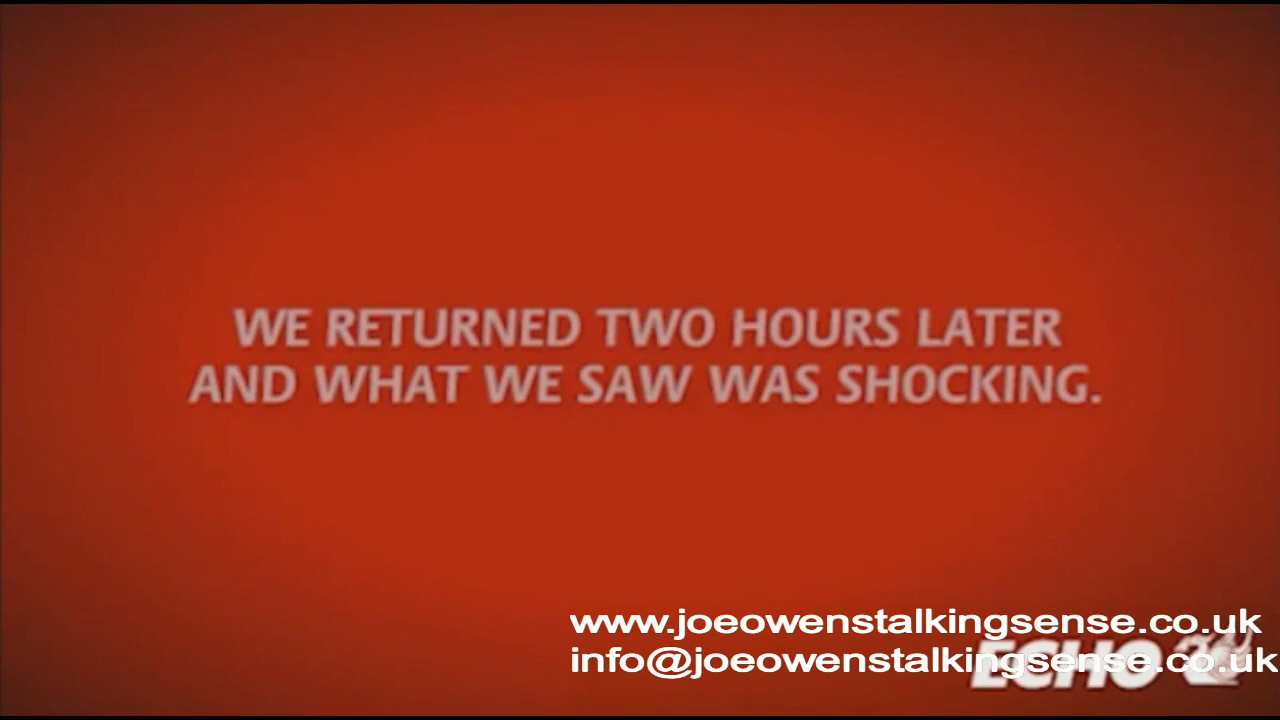 WE RETURNED TWO HOURS LATER
AND WHAT WE SAW WAS SHOCKING.
www.joeowenstalkingsense.co.uk
info@joeowenstalkingsense.co.uk
ECHO